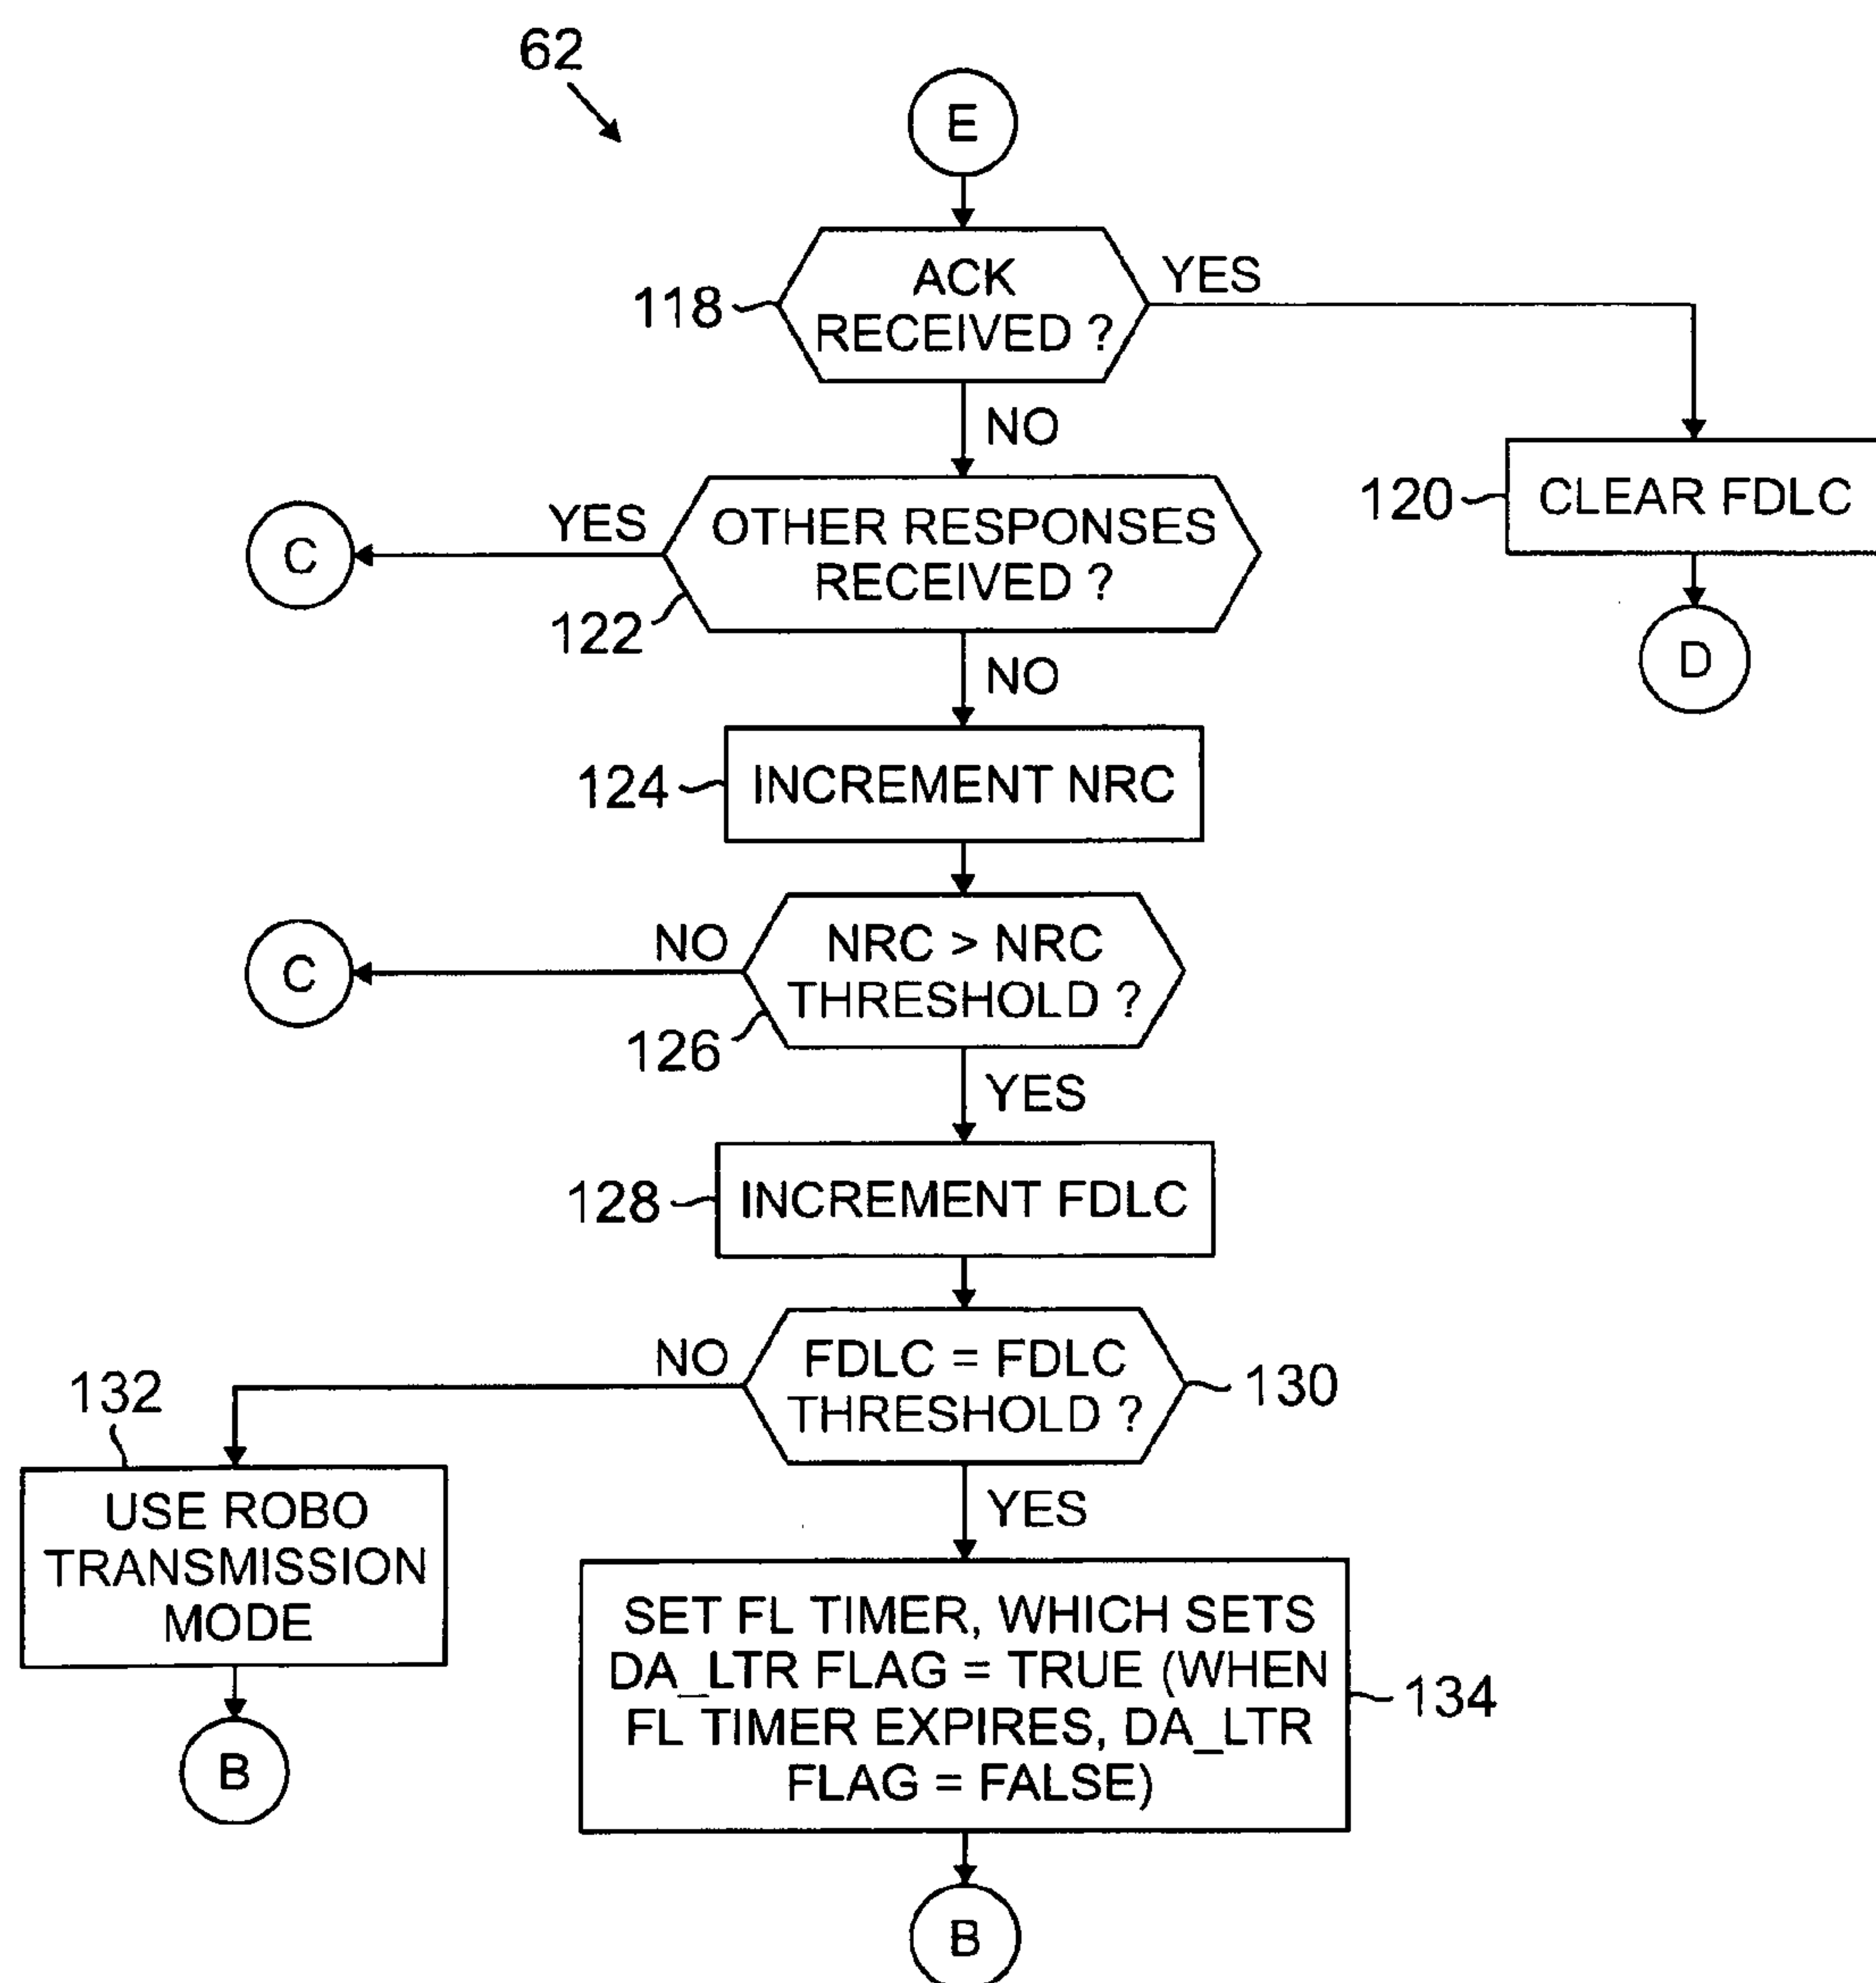 62
E
118
ACK
RECEIVED ?
YES
NO
120
CLEAR FDLC
D
C
YES
OTHER RESPONSES
RECEIVED ?
122
NO
124
INCREMENT NRC
C
NO
NRC > NRC
THRESHOLD ?
126
YES
128
INCREMENT FDLC
NO
FDLC = FDLC
THRESHOLD ?
130
132
USE ROBO
TRANSMISSION
MODE
B
YES
SET FL TIMER, WHICH SETS
DA_LTR FLAG = TRUE (WHEN
FL TIMER EXPIRES, DA_LTR
FLAG = FALSE)
134
B